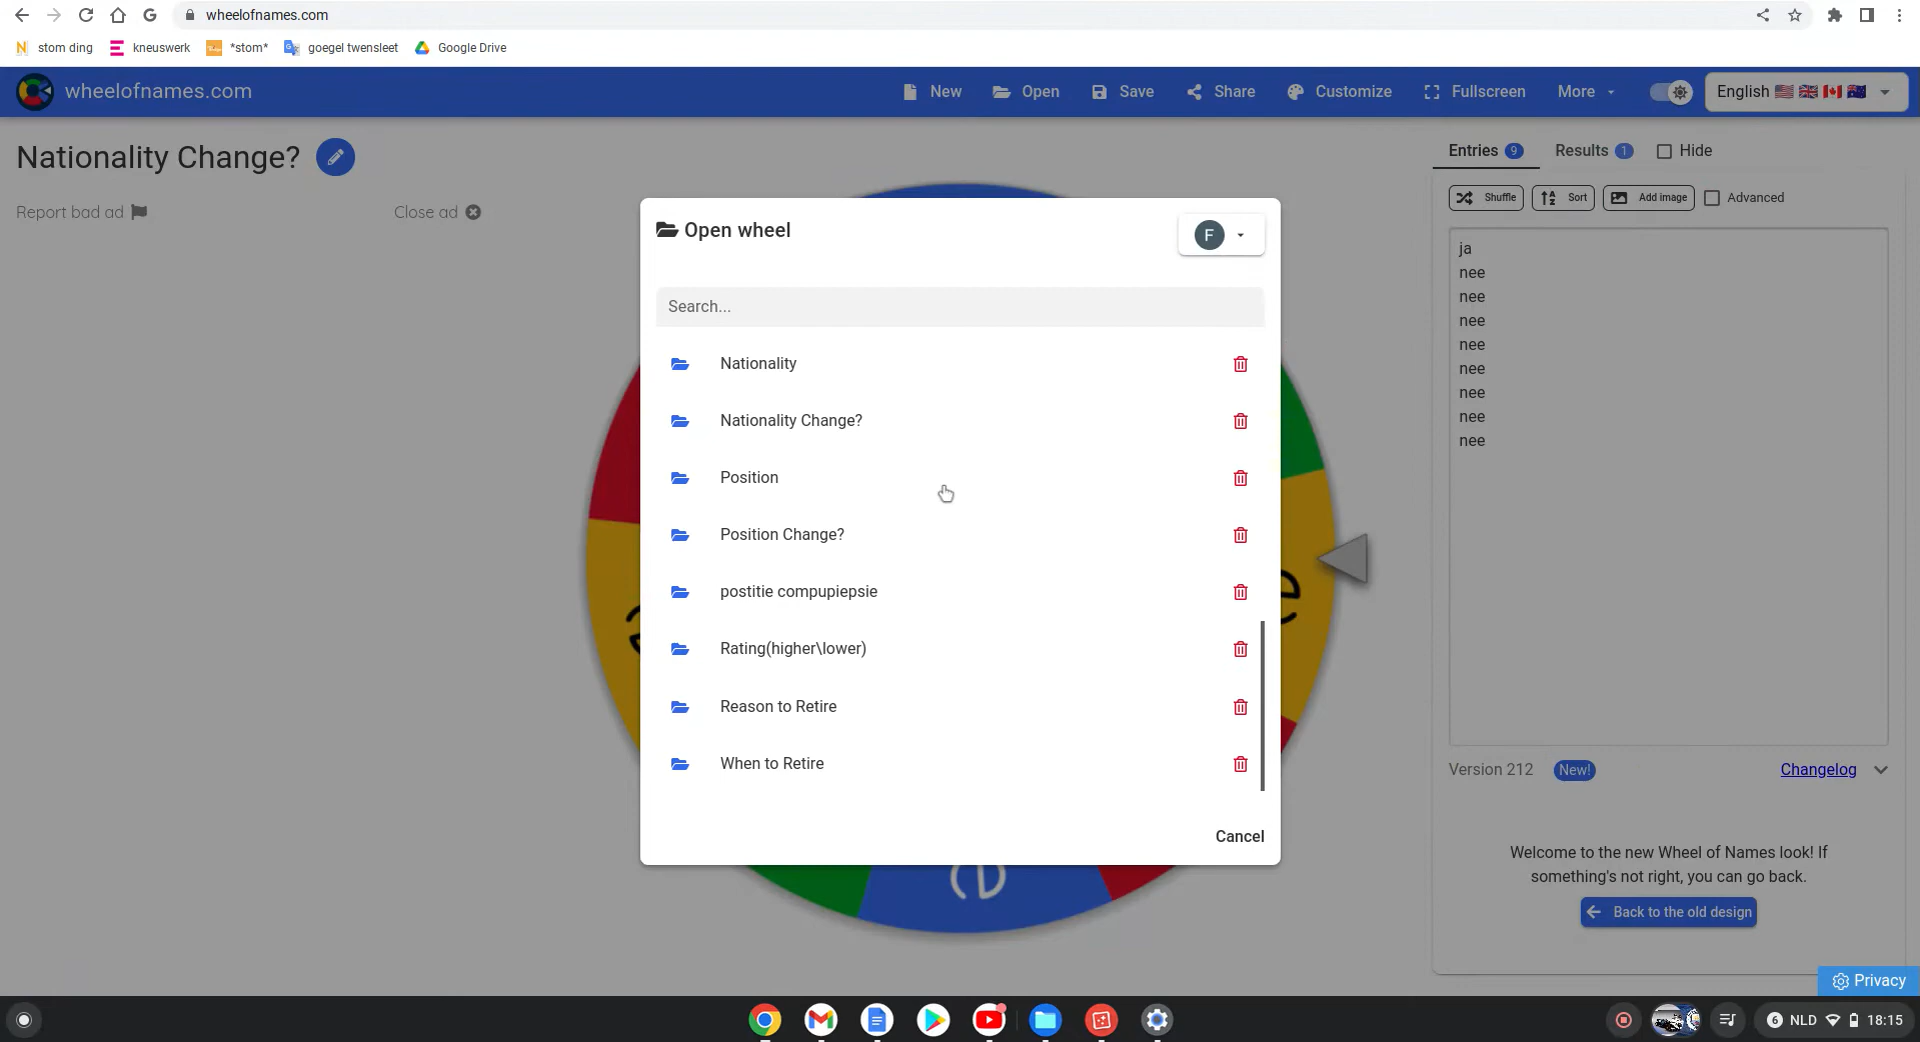 wheelofnames.com
stom ding
kneuswerk
*stom*
goegel twensleet
Google Drive
wheelofnames.com
New
Open
Save
Share
Customize
Fullscreen
More
English
Nationality Change?
Report bad ad
Close ad
Entries 9
Results 1
Hide
Shuffle
Sort
Add image
Advanced
ja
nee
nee
nee
nee
nee
nee
nee
nee
Version 212
New!
Changelog
Welcome to the new Wheel of Names look! If
something's not right, you can go back.
Back to the old design
Privacy
Open wheel
F
Search...
Nationality
Nationality Change?
Position
Position Change?
postitie compupiepsie
Rating(higher\lower)
Reason to Retire
When to Retire
Cancel
6 NLD 18:15